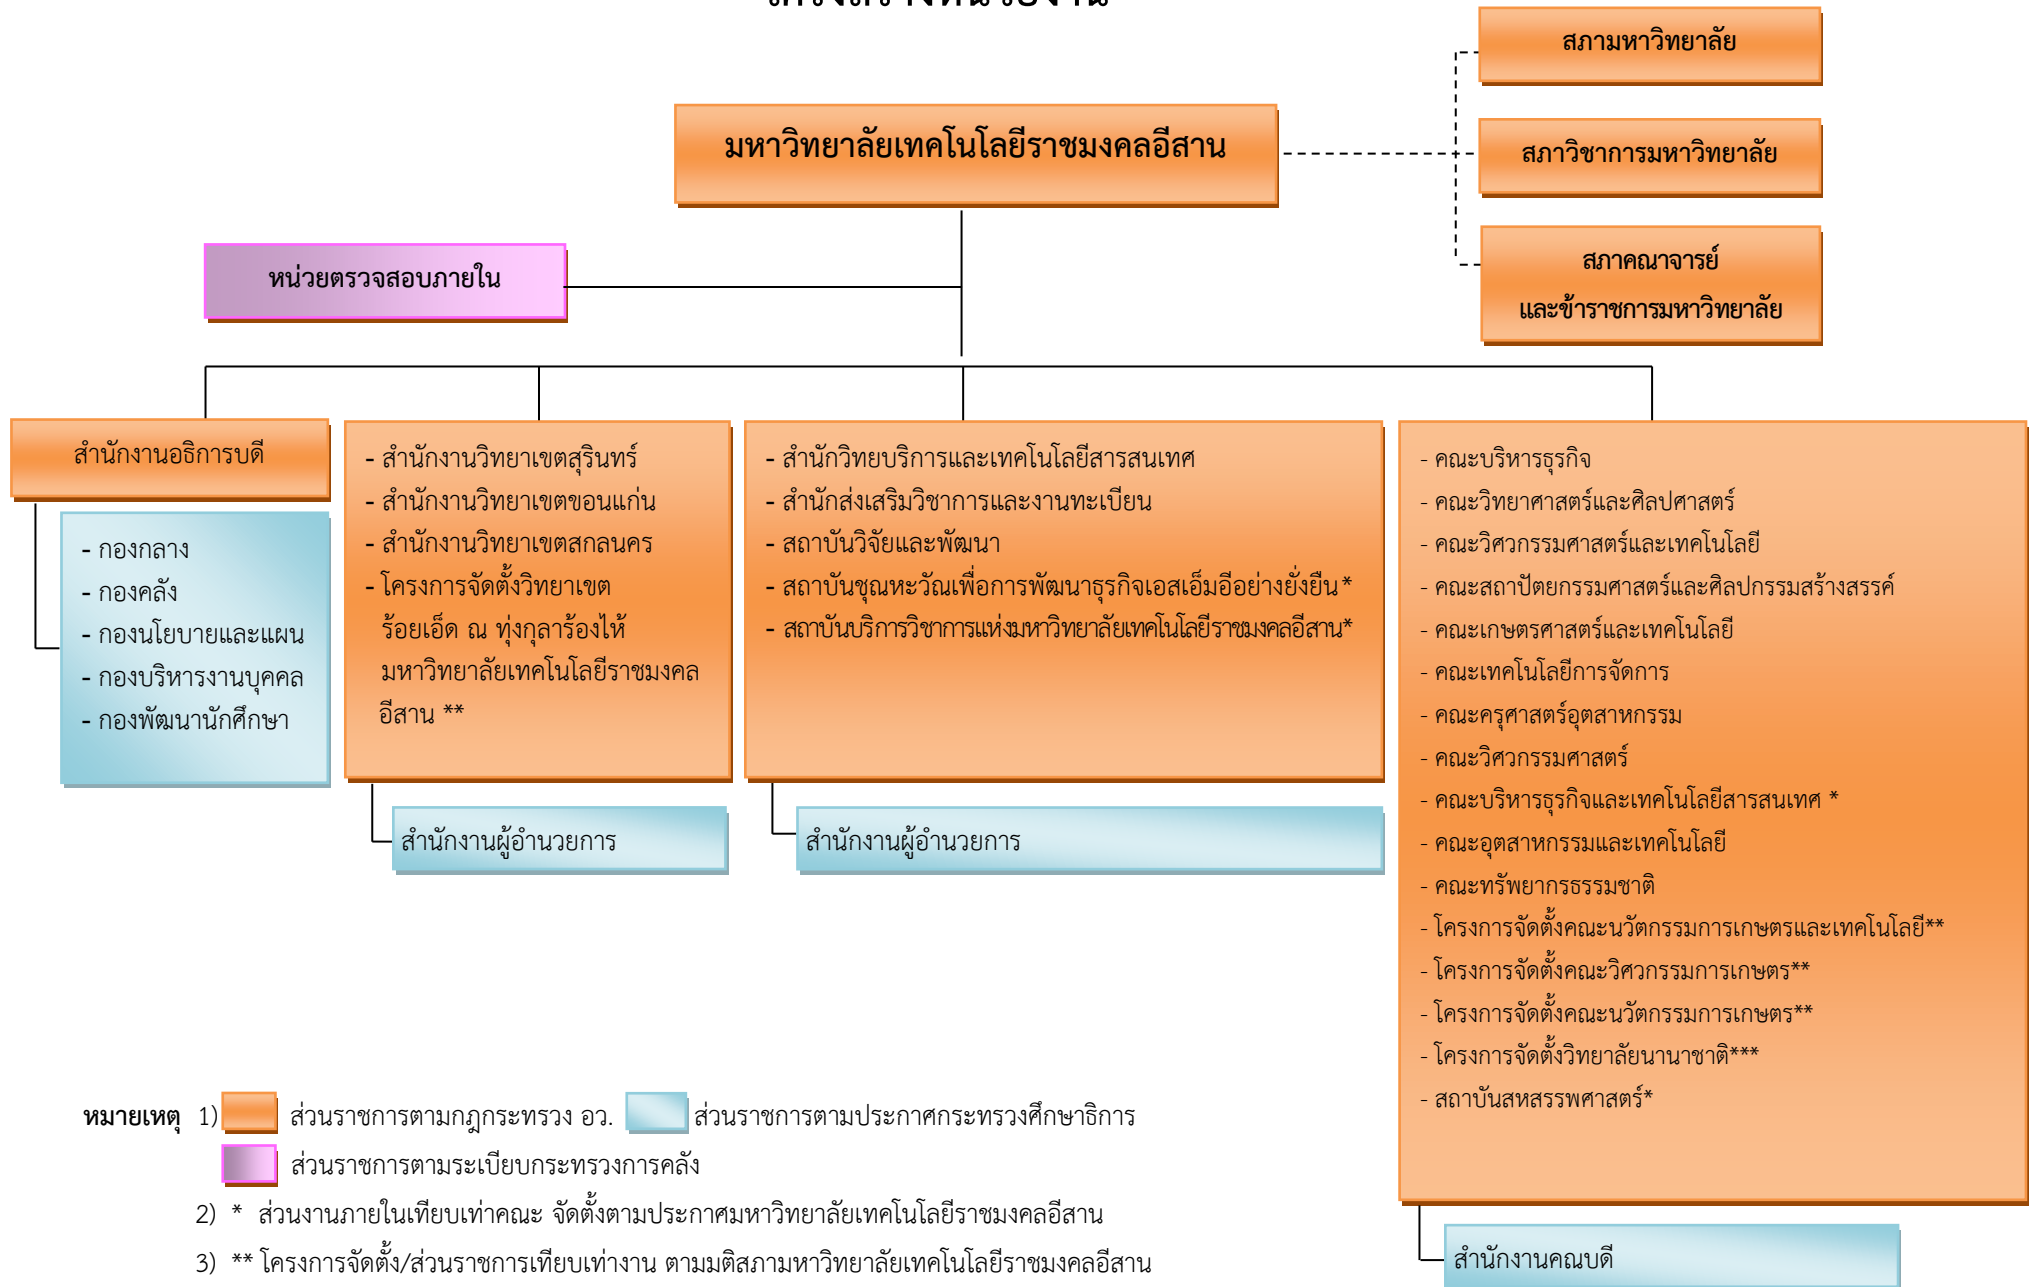 โครงสร้างหน่วยงาน
สภามหาวิทยาลัย
มหาวิทยาลัยเทคโนโลยีราชมงคลอีสาน
สภาวิชาการมหาวิทยาลัย
สภาคณาจารย์
และข้าราชการมหาวิทยาลัย
หน่วยตรวจสอบภายใน
สำนักงานอธิการบดี
- กองกลาง
- กองคลัง
- กองนโยบายและแผน
- กองบริหารงานบุคคล
- กองพัฒนานักศึกษา
- สำนักงานวิทยาเขตสุรินทร์
- สำนักงานวิทยาเขตขอนแก่น
- สำนักงานวิทยาเขตสกลนคร
- โครงการจัดตั้งวิทยาเขต
ร้อยเอ็ด ณ ทุ่งกุลาร้องไห้
มหาวิทยาลัยเทคโนโลยีราชมงคล
อีสาน **
สำนักงานผู้อำนวยการ
- สำนักวิทยบริการและเทคโนโลยีสารสนเทศ
- สำนักส่งเสริมวิชาการและงานทะเบียน
- สถาบันวิจัยและพัฒนา
- สถาบันชุณหะวัณเพื่อการพัฒนาธุรกิจเอสเอ็มอีอย่างยั่งยืน*
- สถาบันบริการวิชาการแห่งมหาวิทยาลัยเทคโนโลยีราชมงคลอีสาน*
สำนักงานผู้อำนวยการ
- คณะบริหารธุรกิจ
- คณะวิทยาศาสตร์และศิลปศาสตร์
- คณะวิศวกรรมศาสตร์และเทคโนโลยี
- คณะสถาปัตยกรรมศาสตร์และศิลปกรรมสร้างสรรค์
- คณะเกษตรศาสตร์และเทคโนโลยี
- คณะเทคโนโลยีการจัดการ
- คณะครุศาสตร์อุตสาหกรรม
- คณะวิศวกรรมศาสตร์
- คณะบริหารธุรกิจและเทคโนโลยีสารสนเทศ *
- คณะอุตสาหกรรมและเทคโนโลยี
- คณะทรัพยากรธรรมชาติ
- โครงการจัดตั้งคณะนวัตกรรมการเกษตรและเทคโนโลยี**
- โครงการจัดตั้งคณะวิศวกรรมการเกษตร**
- โครงการจัดตั้งคณะนวัตกรรมการเกษตร**
- โครงการจัดตั้งวิทยาลัยนานาชาติ***
- สถาบันสหสรรพศาสตร์*
สำนักงานคณบดี
หมายเหตุ 1) ส่วนราชการตามกฎกระทรวง อว. ส่วนราชการตามประกาศกระทรวงศึกษาธิการ
ส่วนราชการตามระเบียบกระทรวงการคลัง
2) * ส่วนงานภายในเทียบเท่าคณะ จัดตั้งตามประกาศมหาวิทยาลัยเทคโนโลยีราชมงคลอีสาน
3) ** โครงการจัดตั้ง/ส่วนราชการเทียบเท่างาน ตามมติสภามหาวิทยาลัยเทคโนโลยีราชมงคลอีสาน